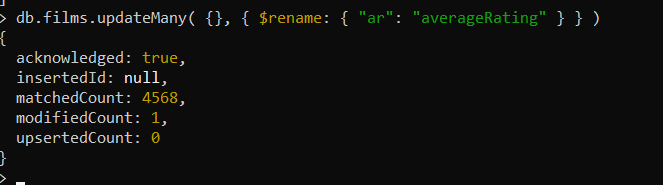 ]
> db.films.updateMany( {}, { $rename: { "ar": "averageRating" } } )
{
  acknowledged: true,
  insertedId: null,
  matchedCount: 4568,
  modifiedCount: 1,
  upsertedCount: 0
}
>